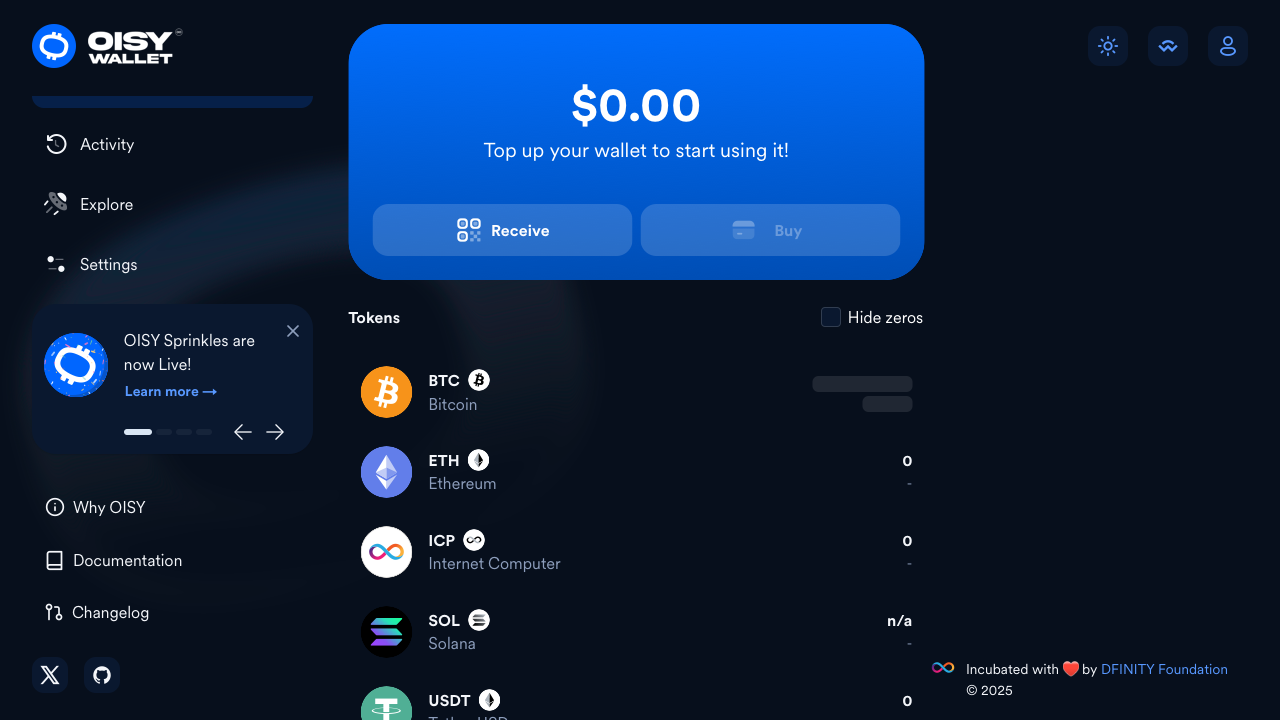 OISY
WALLET
Activity
Explore
Settings
OISY Sprinkles are
now Live!
Learn more →
Why OISY
Documentation
Changelog
$0.00
Top up your wallet to start using it!
Receive
Buy
Tokens
Hide zeros
BTC
Bitcoin
ETH
0
Ethereum
-
ICP
0
Internet Computer
-
SOL
n/a
Solana
-
USDT
0
Tether USD
Incubated with ❤️ by DFINITY Foundation
© 2025